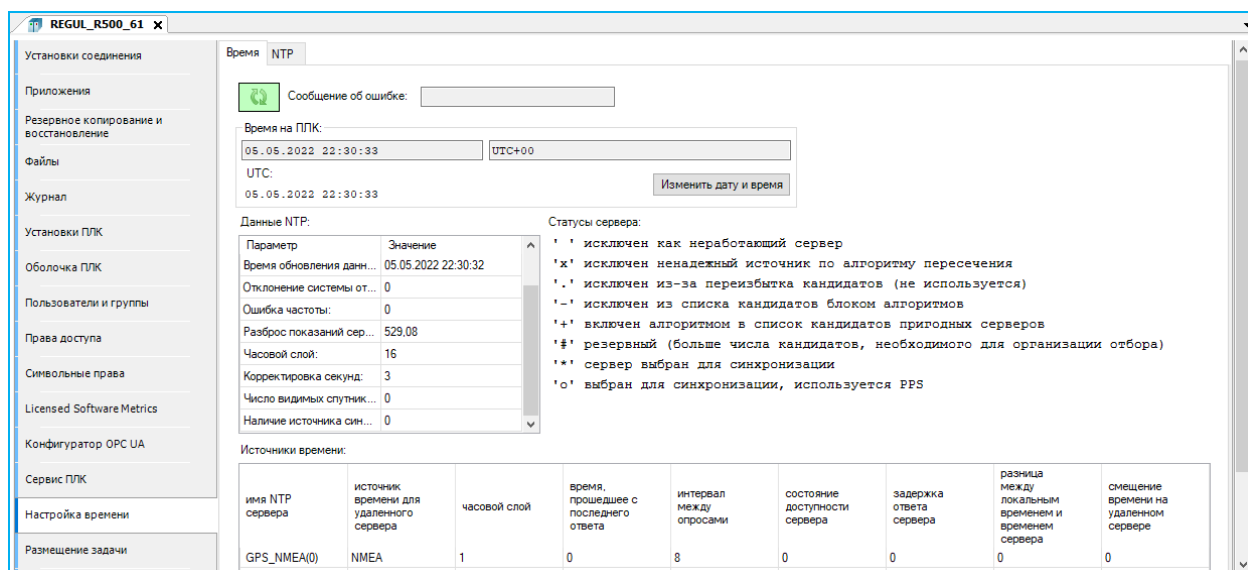 REGUL_R500_61 x
Установки соединения
Приложения
Резервное копирование и
восстановление
Файлы
Журнал
Установки ПЛК
Оболочка ПЛК
Пользователи и группы
Права доступа
Символьные права
Licensed Software Metrics
Конфигуратор OPC UA
Сервис ПЛК
Настройка времени
Размещение задачи
Время NTP
Сообщение об ошибке:
Время на ПЛК:
05.05.2022 22:30:33 UTC+00
UTC:
05.05.2022 22:30:33
Изменить дату и время
Данные NTP:
Параметр Значение
Время обновления данн... 05.05.2022 22:30:32
Отклонение системы от... 0
Ошибка частоты: 0
Разброс показаний сер... 529,08
Часовой слой: 16
Корректировка секунд: 3
Число видимых спутник... 0
Наличие источника син... 0
Статусы сервера:
' ' исключен как неработающий сервер
'x' исключен ненадежный источник по алгоритму пересечения
'.' исключен из-за переизбытка кандидатов (не используется)
'-' исключен из списка кандидатов блоком алгоритмов
'+' включен алгоритмом в список кандидатов пригодных серверов
'#' резервный (больше числа кандидатов, необходимого для организации отбора)
'*' сервер выбран для синхронизации
'o' выбран для синхронизации, используется PPS
Источники времени:
имя NTP
сервера
источник
времени для
удаленного
сервера
часовой слой
время,
прошедшее с
последнего
ответа
интервал
между
опросами
состояние
доступности
сервера
задержка
ответа
сервера
разница
между
локальным
временем и
временем
сервера
смещение
времени на
удаленном
сервере
GPS_NMEA(0) NMEA 1 0 8 0 0 0 0